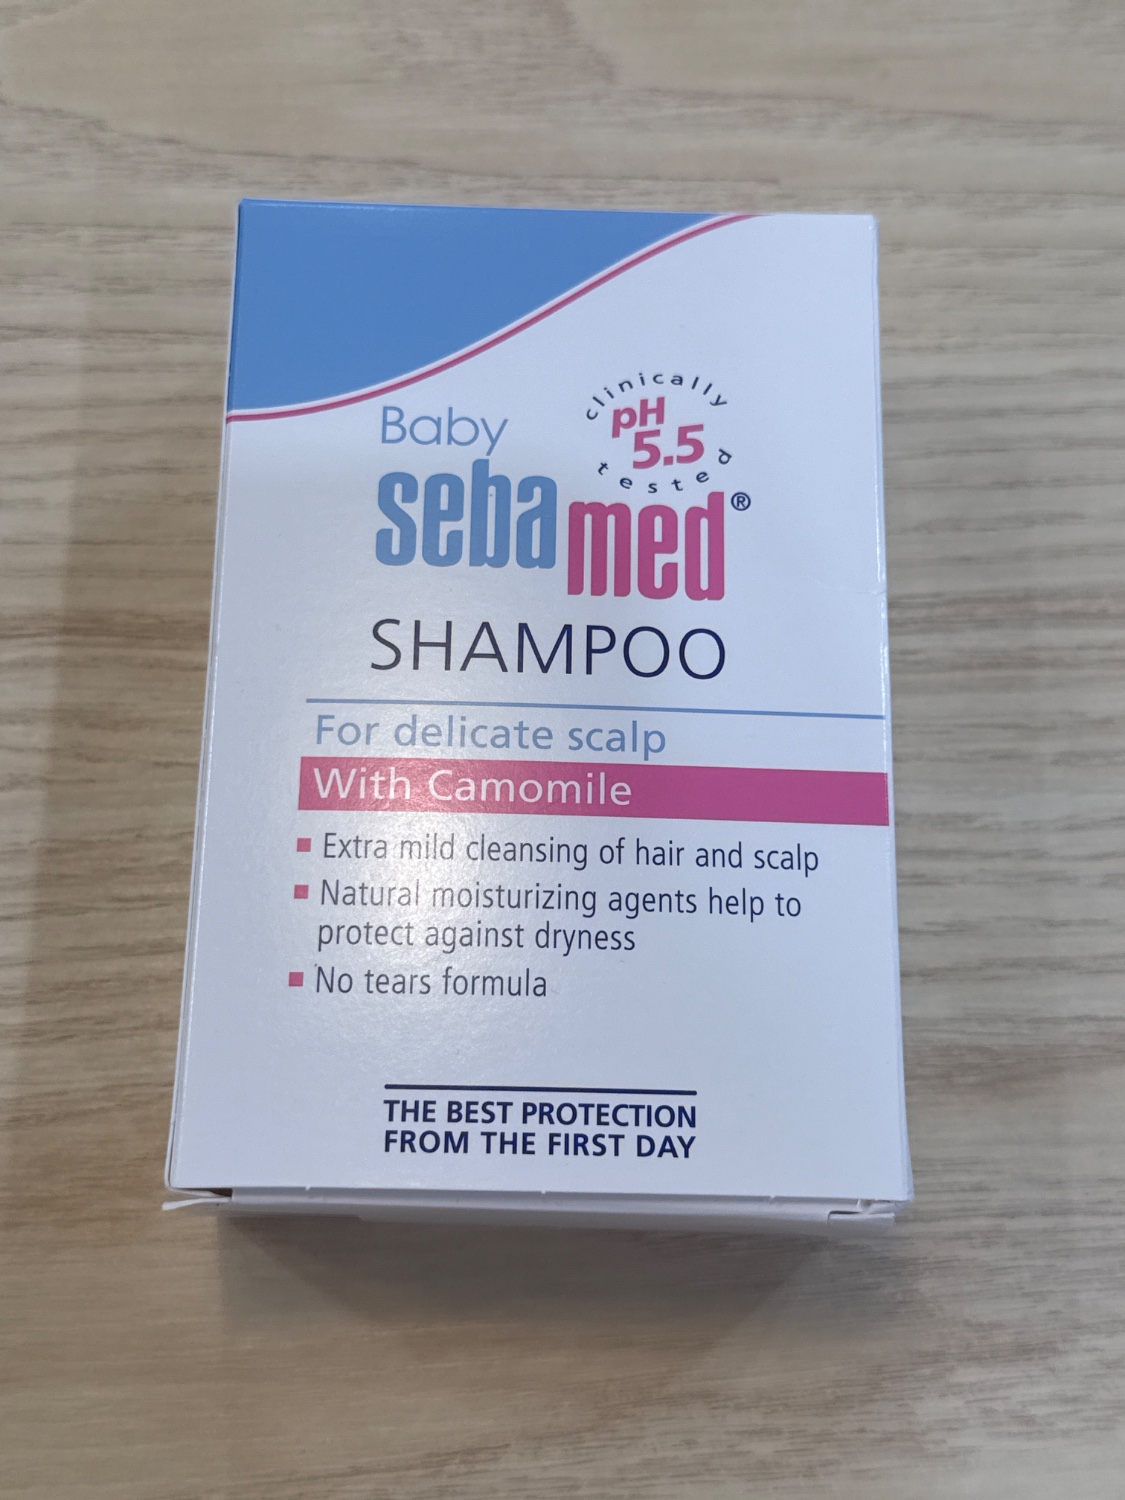 clinically
pH
5.5
tested
Baby
sebamed®
SHAMPOO
For delicate scalp
With Camomile
▪ Extra mild cleansing of hair and scalp
▪ Natural moisturizing agents help to
protect against dryness
▪ No tears formula
THE BEST PROTECTION
FROM THE FIRST DAY